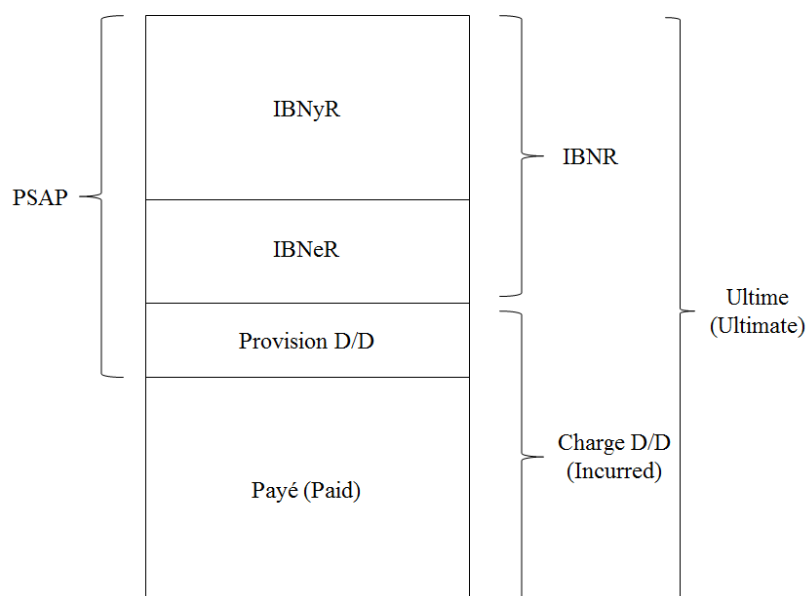 IBNyR
IBNR
PSAP
IBNeR
Ultime
(Ultimate)
Provision D/D
Charge D/D
(Incurred)
Payé (Paid)